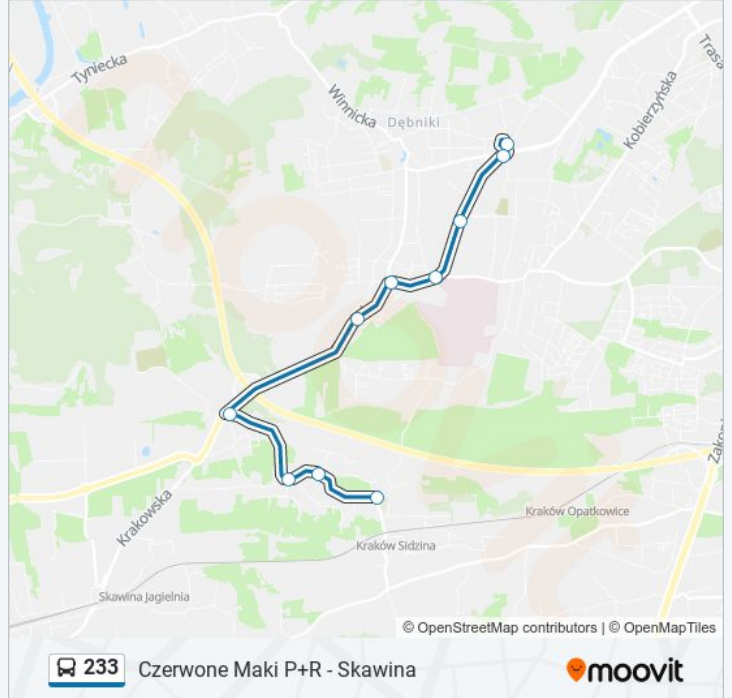 Tyniecka
Trasa
Winnicka
Dębniki
Kobierzyńska
Krakowska
Kraków Opatkowice
Kraków Sidzina
Skawina Jagielnia
© OpenStreetMap contributors | © OpenMapTiles
233 Czerwone Maki P+R - Skawina
moovit